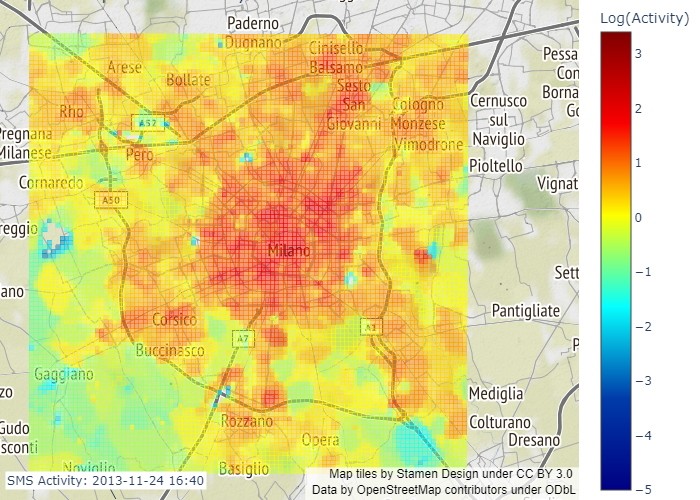 Log(Activity)
Paderno
Dugnano
Cinisello
Balsamo
Arese
Bollate
Sesto
San
Giovanni
Pessa
Con
Borna
Go
Rho
A52
Cologno
Monzese
Cernusco
sul
Naviglio
Pregnana
Milanese
Pero
Vimodrone
Pioltello
Cornaredo
Vignat
A50
reggio
Milano
Sett
ano
Pantigliate
Corsico
A1
A7
Buccinasco
P
Gaggiano
zo
Mediglia
Rozzano
Colturano
Gudo
sconti
Opera
Dresano
Noviglio
Basiglio
SMS Activity: 2013-11-24 16:40
Map tiles by Stamen Design under CC BY 3.0
Data by OpenStreetMap contributors under ODbL
3
2
1
0
−1
−2
−3
−4
−5